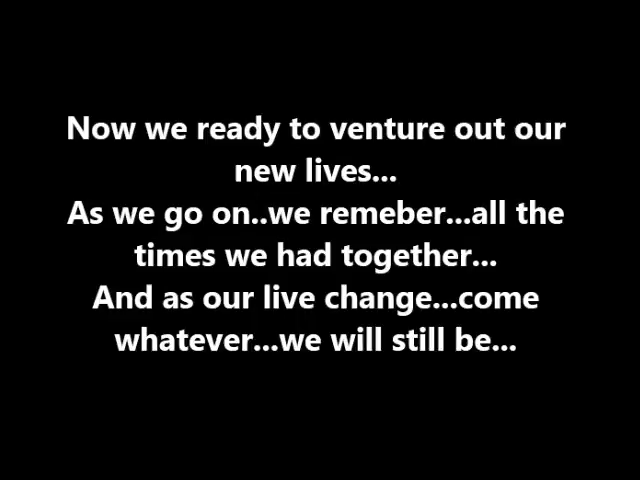 Now we ready to venture out our
new lives...
As we go on..we remeber...all the
times we had together...
And as our live change...come
whatever...we will still be...